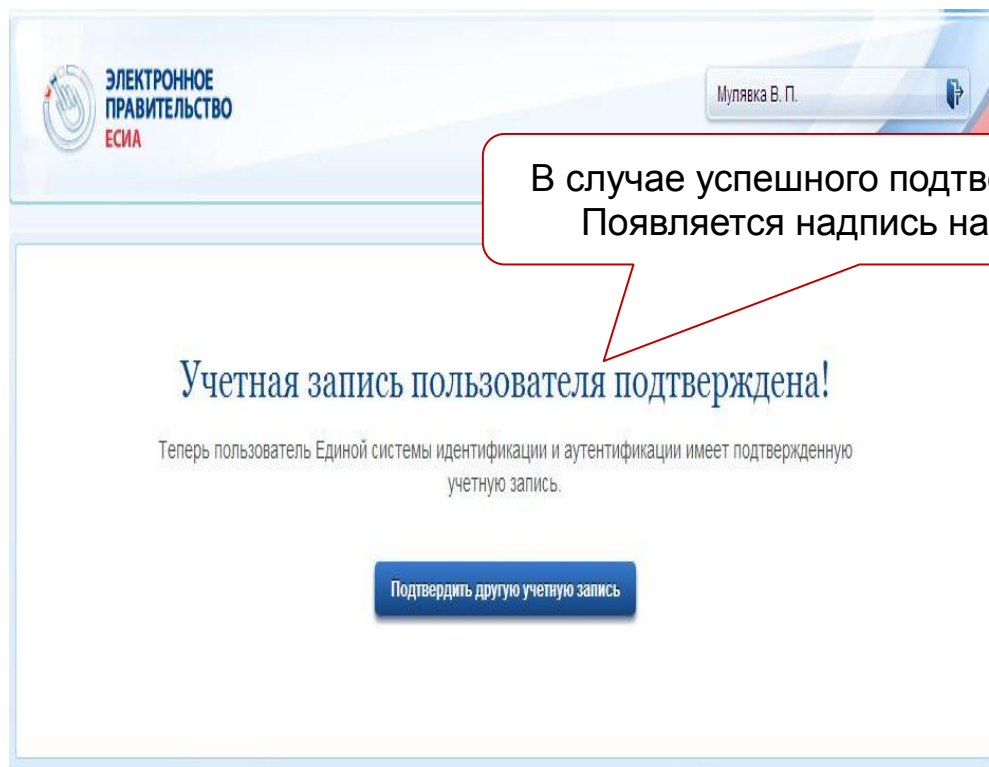 ЭЛЕКТРОННОЕ
ПРАВИТЕЛЬСТВО
ЕСИА
Мулявка В. П.
В случае успешного
Появляется надпись на
Учетная запись пользователя подтверждена!
Теперь пользователь Единой системы идентификации и аутентификации имеет подтвержденную
учетную запись.
Подтвердить другую учетную запись